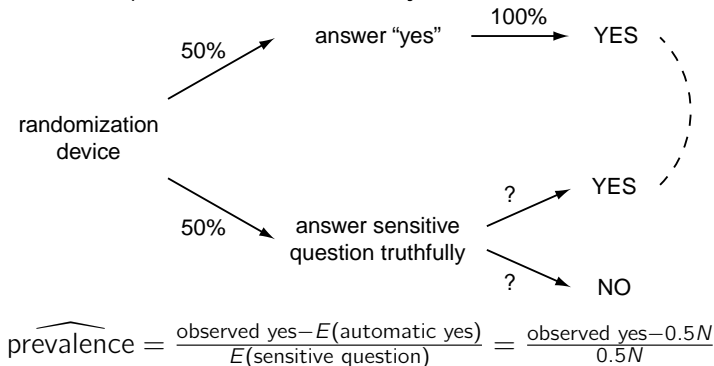 50%
answer “yes”
100%
YES
randomization
device
50%
answer sensitive
question truthfully
?
YES
?
NO
prevalence^ = (observed yes−E(automatic yes))/(E(sensitive question)) = (observed yes−0.5N)/(0.5N)